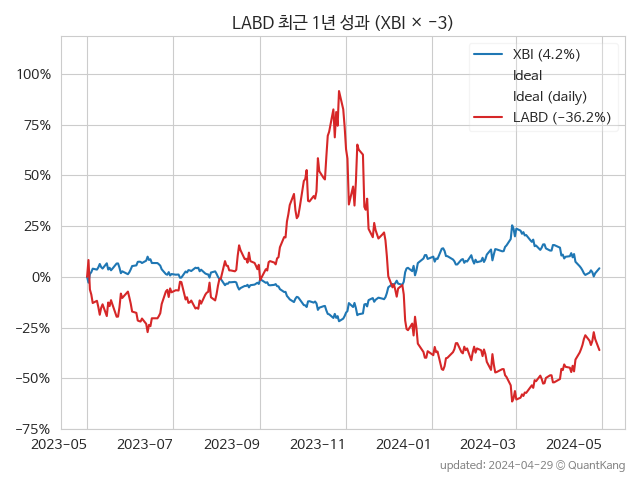 LABD 최근 1년 성과 (XBI × −3)
XBI (4.2%)
Ideal
Ideal (daily)
LABD (−36.2%)
100%
75%
50%
25%
0%
−25%
−50%
−75%
2023−05 2023−07 2023−09 2023−11 2024−01 2024−03 2024−05
updated: 2024−04−29 © QuantKang